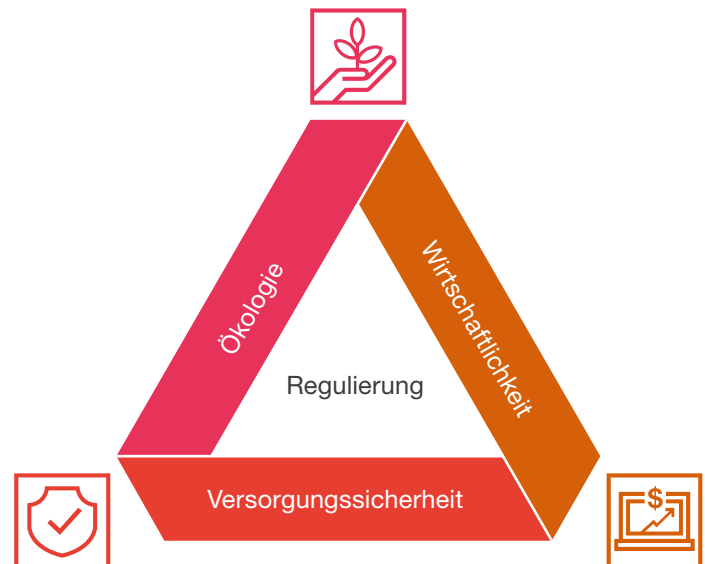 $
Ökologie
Wirtschaftlichkeit
Regulierung
Versorgungssicherheit